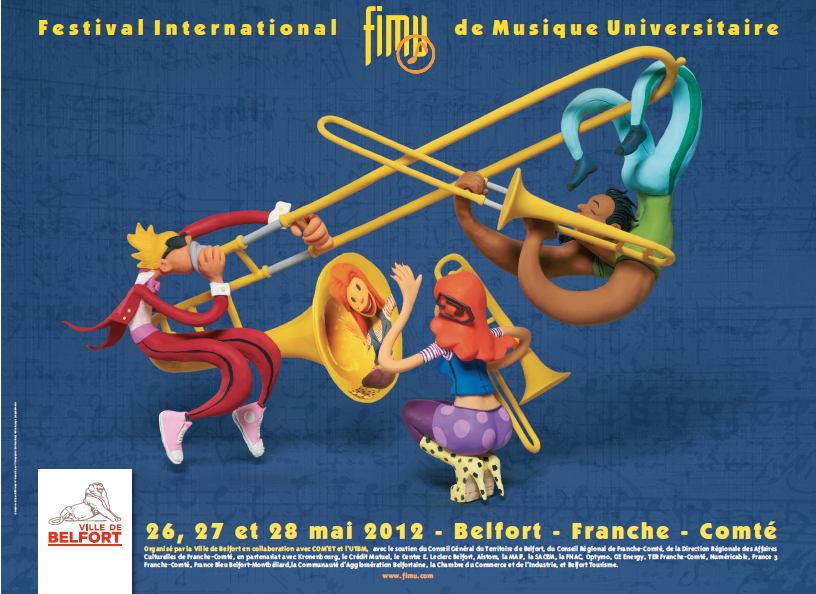 Festival International fimu de Musique Universitaire
VILLE DE
BELFORT
26, 27 et 28 mai 2012 - Belfort - Franche - Comté
Organisé par la Ville de Belfort en collaboration avec COM'ET et l'UTBM, avec le soutien du Conseil Général du Territoire de Belfort, du Conseil Régional de Franche-Comté, de la Direction Régionale des Affaires
Culturelles de Franche-Comté, en partenariat avec Kronenbourg, le Crédit Mutuel, le Centre E. Leclerc Belfort, Alstom, la MAIF, la SACEM, la FNAC, Optymo, GE Energy, TER Franche-Comté, Numéricable, France 3
Franche-Comté, France Bleu Belfort-Montbéliard,la Communauté d'Agglomération Belfortaine, la Chambre du Commerce et de l'Industrie, et Belfort Tourisme.
www.fimu.com